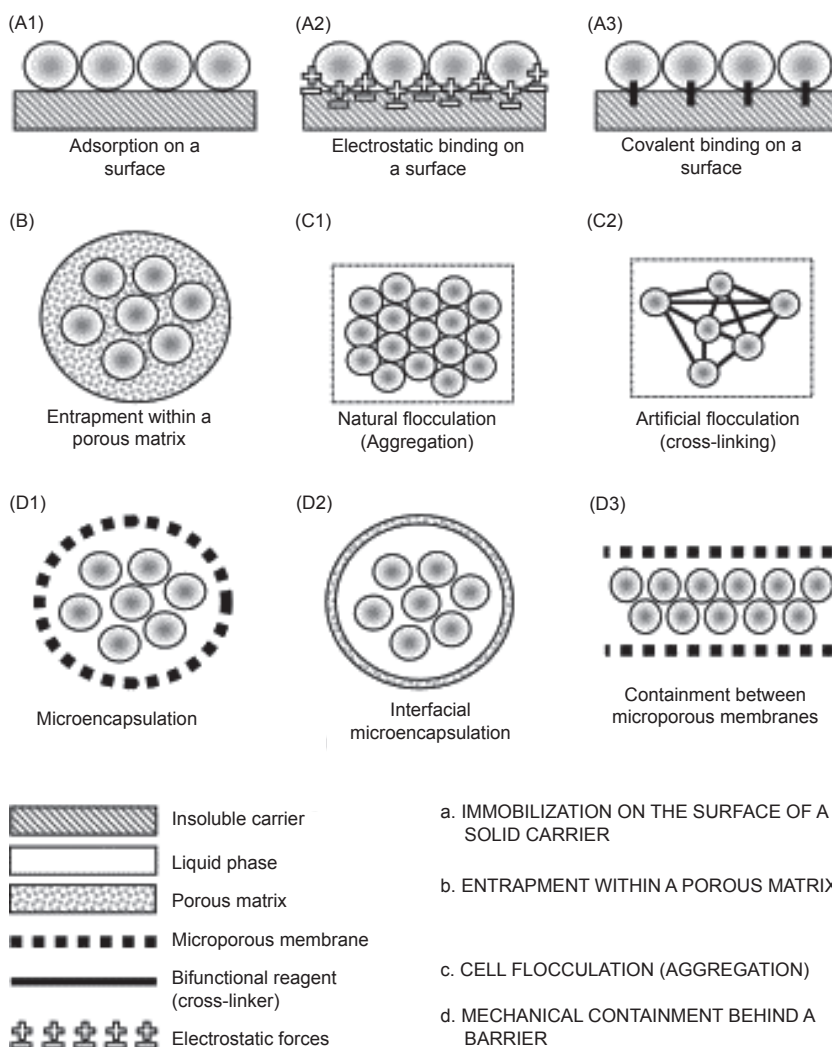 (A1)
(A2)
(A3)
Adsorption on a
surface
Electrostatic binding on
a surface
Covalent binding on a
surface
(B)
(C1)
(C2)
Entrapment within a
porous matrix
Natural flocculation
(Aggregation)
Artificial flocculation
(cross-linking)
(D1)
(D2)
(D3)
Microencapsulation
Interfacial
microencapsulation
Containment between
microporous membranes
Insoluble carrier
Liquid phase
Porous matrix
Microporous membrane
Bifunctional reagent
(cross-linker)
Electrostatic forces
a. IMMOBILIZATION ON THE SURFACE OF A
SOLID CARRIER
b. ENTRAPMENT WITHIN A POROUS MATRIX
c. CELL FLOCCULATION (AGGREGATION)
d. MECHANICAL CONTAINMENT BEHIND A
BARRIER